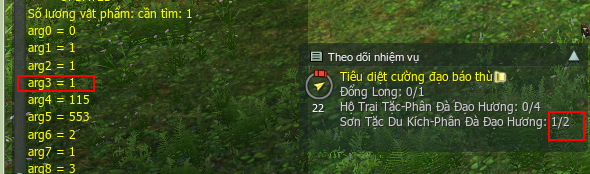 Số lượng vật phẩm: cần tìm: 1
arg0 = 0
arg1 = 1
arg2 = 1
arg3 = 1
arg4 = 115
arg5 = 553
arg6 = 2
arg7 = 1
arg8 = 3
Theo dõi nhiệm vụ
Tiêu diệt cường đạo báo thù
Đổng Long: 0/1
22
Hộ Trại Tặc-Phân Đà Đạo Hương: 0/4
Sơn Tặc Du Kích-Phân Đà Đạo Hương: 1/2